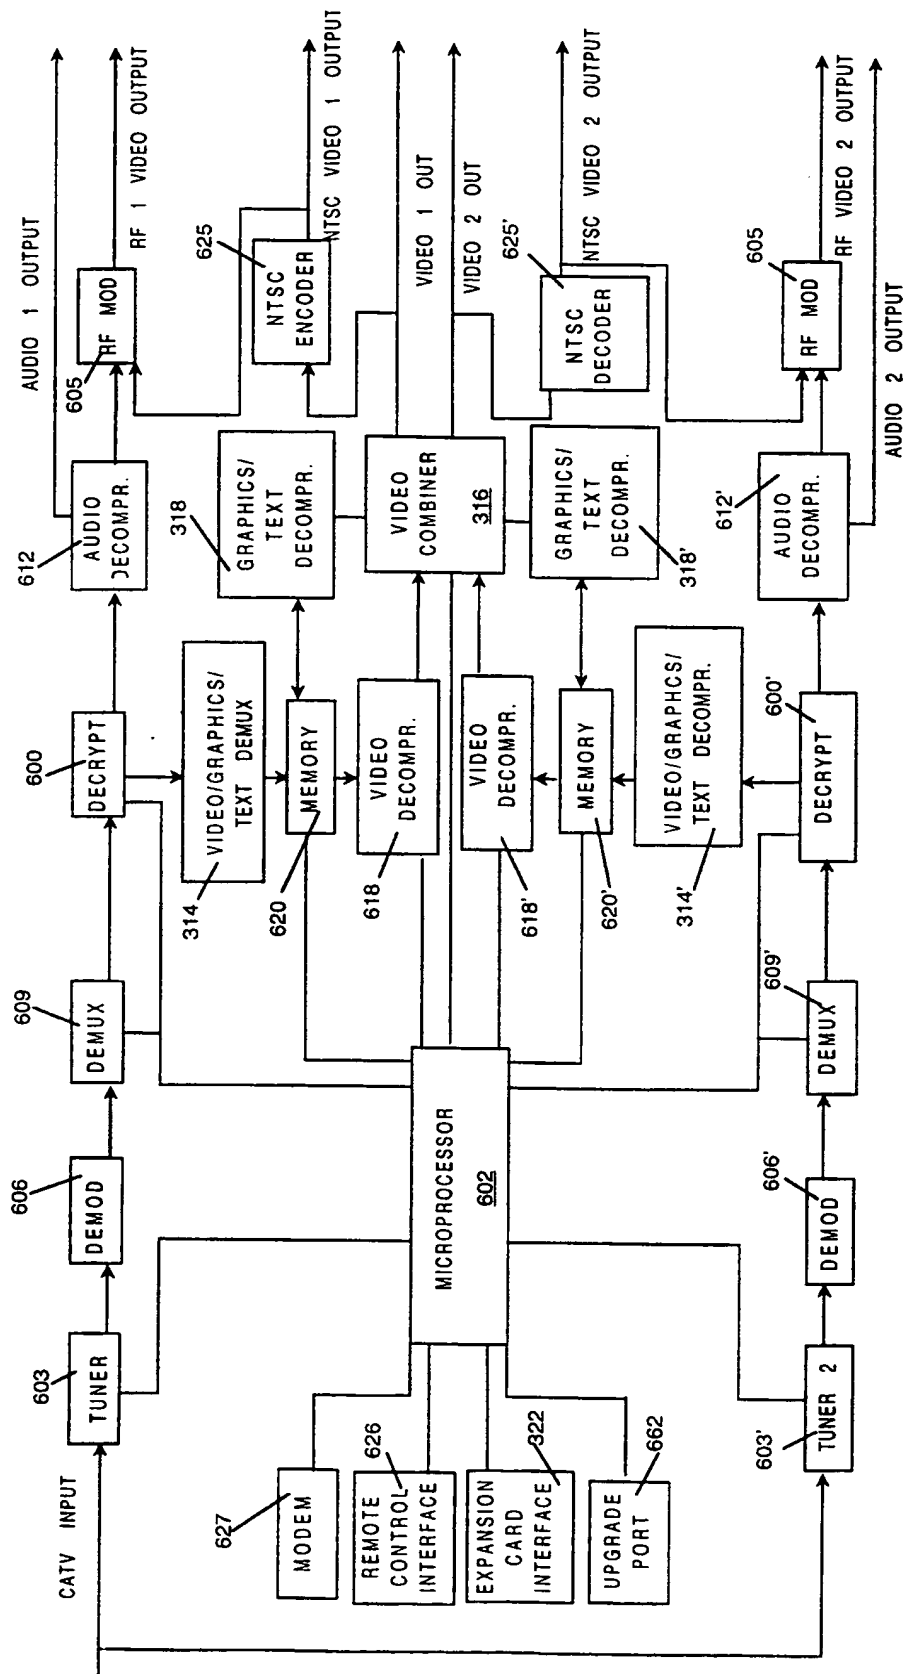 CATV INPUT
603
TUNER
606
DEMOD
609
DEMUX
600
DECRYPT
612
AUDIO
DECOMPR.
605
RF MOD
AUDIO 1 OUTPUT
RF 1 VIDEO OUTPUT
314
VIDEO/GRAPHICS/
TEXT DEMUX
318
GRAPHICS/
TEXT
DECOMPR.
625
NTSC
ENCODER
NTSC VIDEO 1 OUTPUT
620
MEMORY
618
VIDEO
DECOMPR.
VIDEO
COMBINER
316
VIDEO 1 OUT
VIDEO 2 OUT
627
MODEM
626
REMOTE
CONTROL
INTERFACE
322
EXPANSION
CARD
INTERFACE
662
UPGRADE
PORT
MICROPROCESSOR
602
618'
VIDEO
DECOMPR.
620'
MEMORY
318'
GRAPHICS/
TEXT
DECOMPR.
625'
NTSC
DECODER
NTSC VIDEO 2 OUTPUT
314'
VIDEO/GRAPHCS/
TEXT DECOMPR.
603'
TUNER 2
606'
DEMOD
609'
DEMUX
600'
DECRYPT
612'
AUDIO
DECOMPR.
605
RF MOD
RF VIDEO 2 OUTPUT
AUDIO 2 OUTPUT